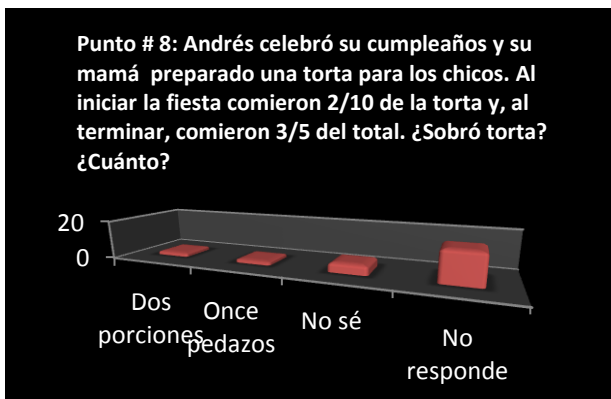 Punto # 8: Andrés celebró su cumpleaños y su
mamá  preparado una torta para los chicos. Al
iniciar la fiesta comieron 2/10 de la torta y, al
terminar, comieron 3/5 del total. ¿Sobró torta?
¿Cuánto?
20
0
Dos
porciones
Once
pedazos
No sé
No
responde